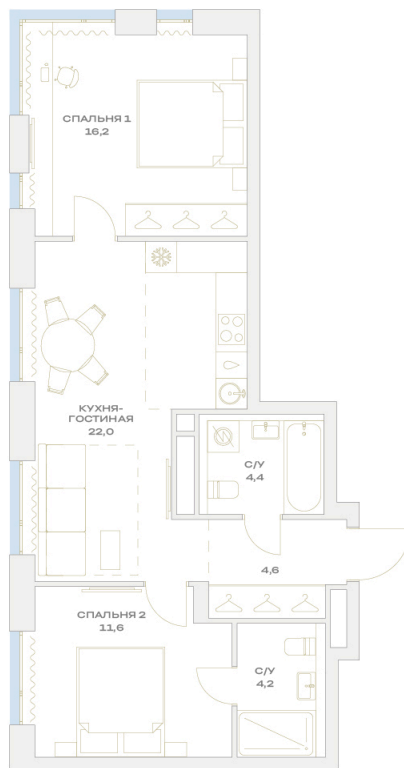 СПАЛЬНЯ 1
16,2
КУХНЯ-
ГОСТИНАЯ
22,0
С/У
4,4
4,6
СПАЛЬНЯ 2
11,6
С/У
4,2